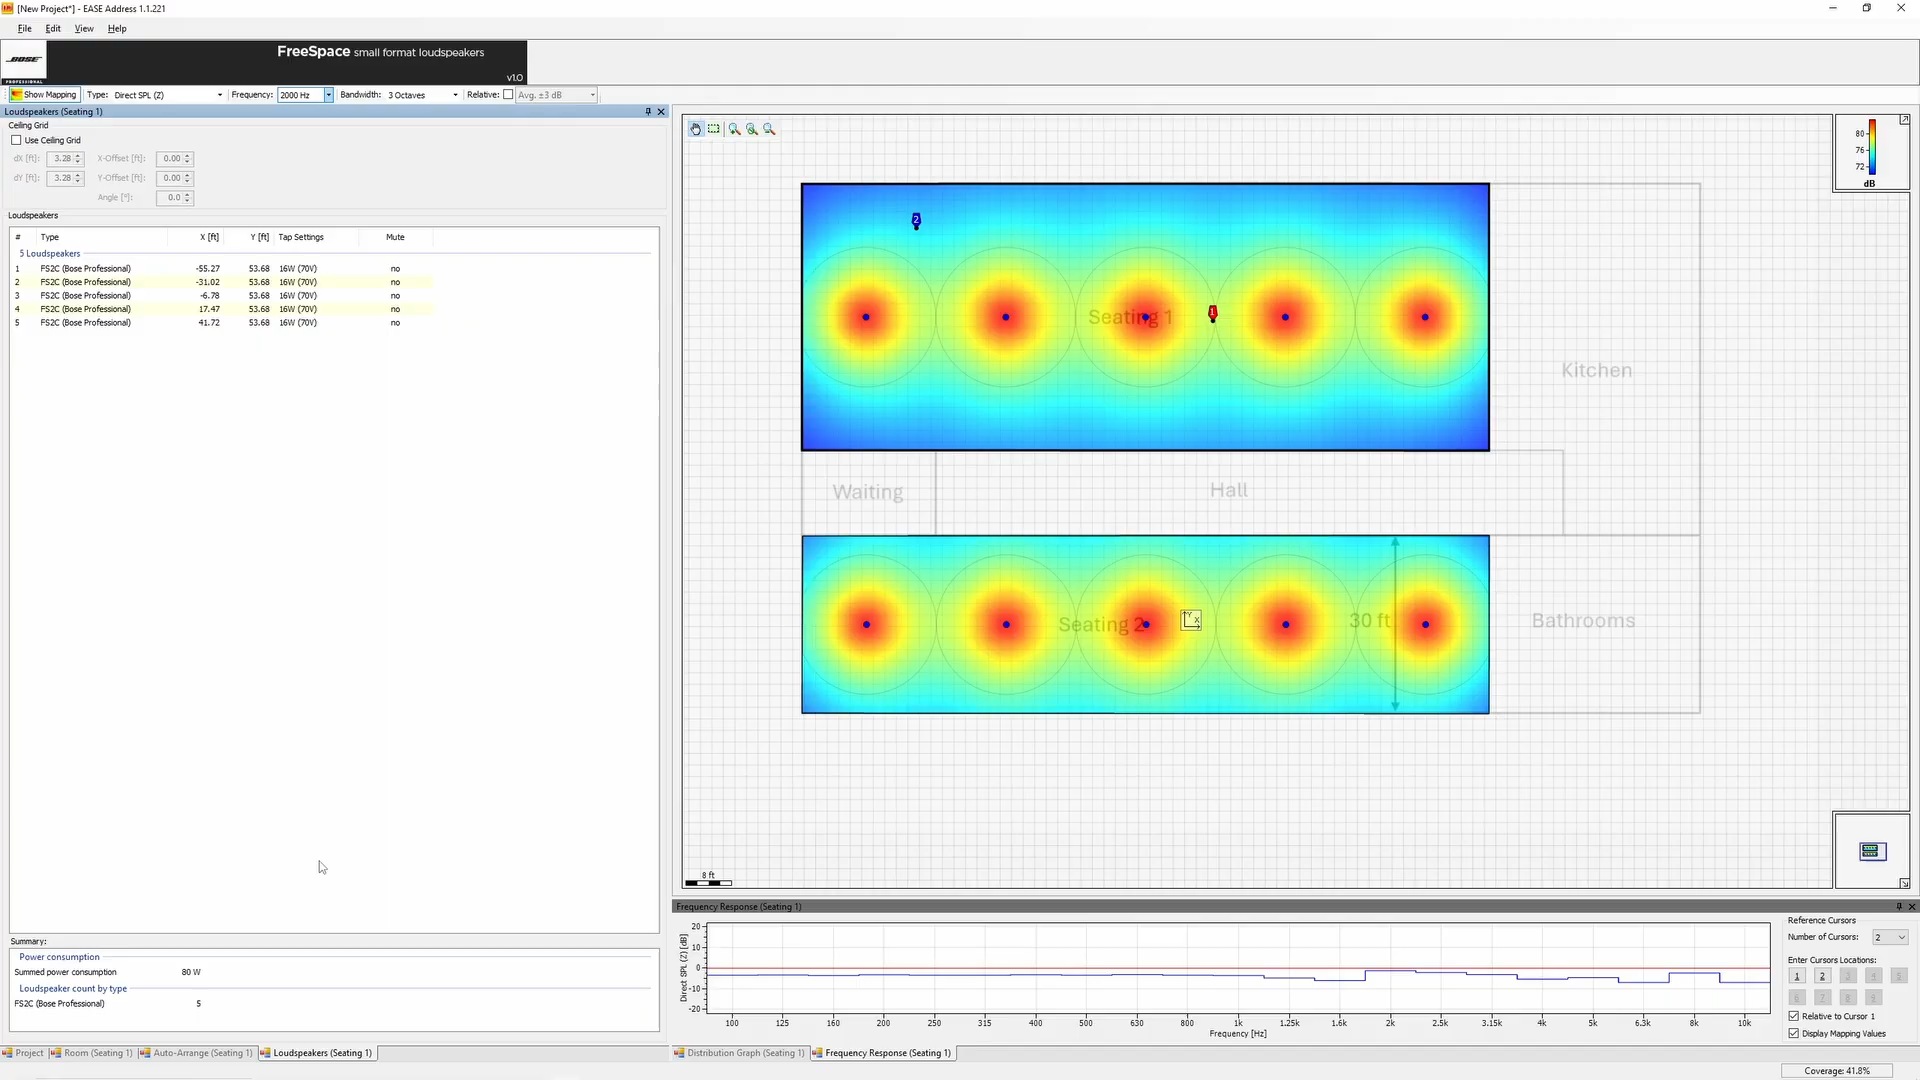 [New Project*] - EASE Address 1.1.221
File Edit View Help
BOSE PROFESSIONAL
FreeSpace small format loudspeakers
v1.0
Show Mapping Type: Direct SPL (Z) Frequency: 2000 Hz Bandwidth: 3 Octaves Relative: Avg. ±3 dB
Loudspeakers (Seating 1)
Ceiling Grid
Use Ceiling Grid
dX [ft]: 3.28 X-Offset [ft]: 0.00
dY [ft]: 3.28 Y-Offset [ft]: 0.00
Angle [°]: 0.0
Loudspeakers
# Type X [ft] Y [ft] Tap Settings Mute
5 Loudspeakers
1 FS2C (Bose Professional) -55.27 53.68 16W (70V) no
2 FS2C (Bose Professional) -31.02 53.68 16W (70V) no
3 FS2C (Bose Professional) -6.78 53.68 16W (70V) no
4 FS2C (Bose Professional) 17.47 53.68 16W (70V) no
5 FS2C (Bose Professional) 41.72 53.68 16W (70V) no
Summary:
Power consumption
Summed power consumption 80 W
Loudspeaker count by type
FS2C (Bose Professional) 5
Project Room (Seating 1) Auto-Arrange (Seating 1) Loudspeakers (Seating 1)
80
76
72
dB
2
1
Seating 1
Kitchen
Waiting
Hall
Seating 2
Y
X
30 ft
Bathrooms
8 ft
Frequency Response (Seating 1)
Direct SPL (Z) [dB]
20
10
0
-10
-20
100 125 160 200 250 315 400 500 630 800 1k 1.25k 1.6k 2k 2.5k 3.15k 4k 5k 6.3k 8k 10k
Frequency [Hz]
Reference Cursors
Number of Cursors: 2
Enter Cursors Locations:
1 2 3 4 5
6 7 8 9
Relative to Cursor 1
Display Mapping Values
Distribution Graph (Seating 1) Frequency Response (Seating 1)
Coverage: 41.8%